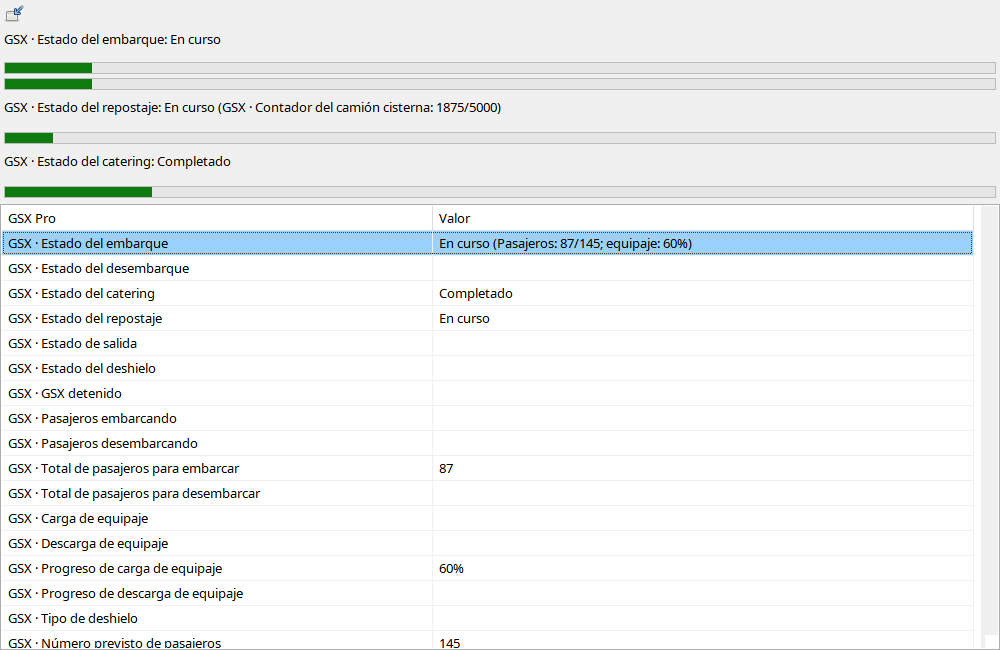 GSX · Estado del embarque: En curso
GSX · Estado del repostaje: En curso (GSX · Contador del camión cisterna: 1875/5000)
GSX · Estado del catering: Completado
GSX Pro Valor
GSX · Estado del embarque En curso (Pasajeros: 87/145; equipaje: 60%)
GSX · Estado del desembarque
GSX · Estado del catering Completado
GSX · Estado del repostaje En curso
GSX · Estado de salida
GSX · Estado del deshielo
GSX · GSX detenido
GSX · Pasajeros embarcando
GSX · Pasajeros desembarcando
GSX · Total de pasajeros para embarcar 87
GSX · Total de pasajeros para desembarcar
GSX · Carga de equipaje
GSX · Descarga de equipaje
GSX · Progreso de carga de equipaje 60%
GSX · Progreso de descarga de equipaje
GSX · Tipo de deshielo
GSX · Número previsto de pasajeros 145